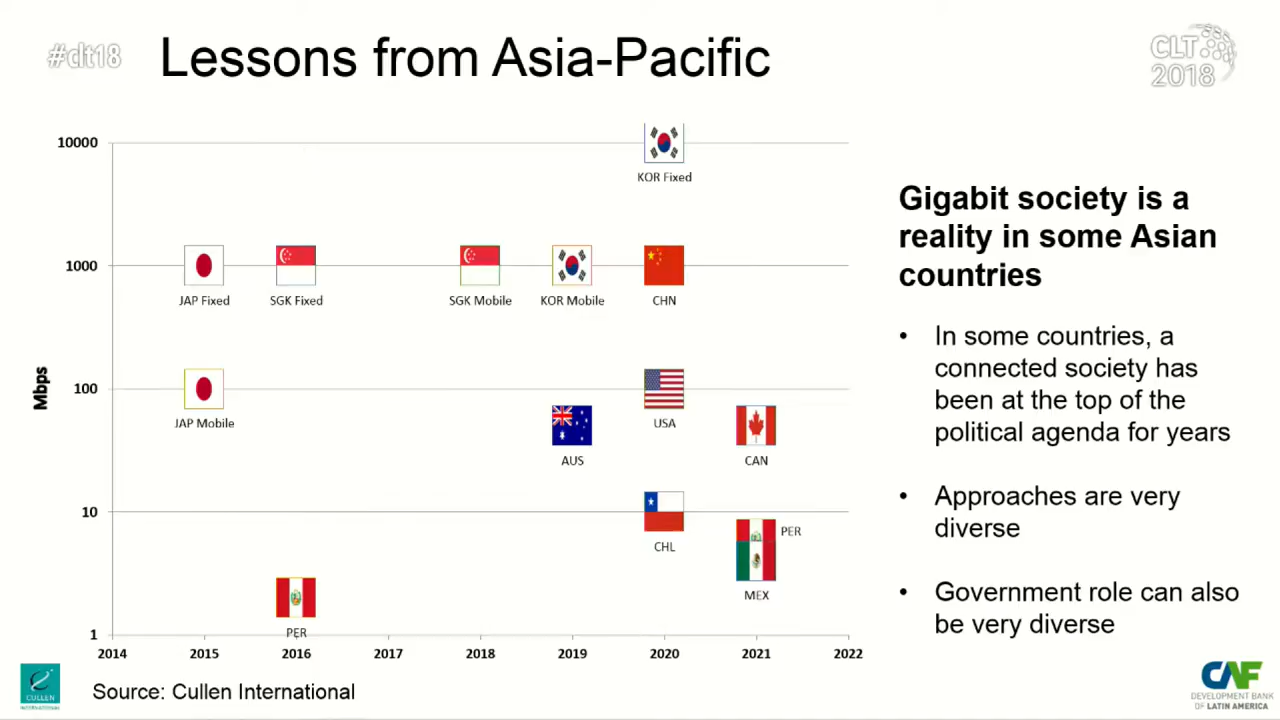 #clt18
Lessons from Asia-Pacific
CLT
2018
10000
1000
100
10
1
Mbps
KOR Fixed
JAP Fixed
SGK Fixed
SGK Mobile
KOR Mobile
CHN
JAP Mobile
USA
AUS
CAN
CHL
PER
MEX
PER
2014
2015
2016
2017
2018
2019
2020
2021
2022
Gigabit society is a
reality in some Asian
countries
• In some countries, a
connected society has
been at the top of the
political agenda for years
• Approaches are very
diverse
• Government role can also
be very diverse
CULLEN
Source: Cullen International
CAF
DEVELOPMENT BANK
OF LATIN AMERICA